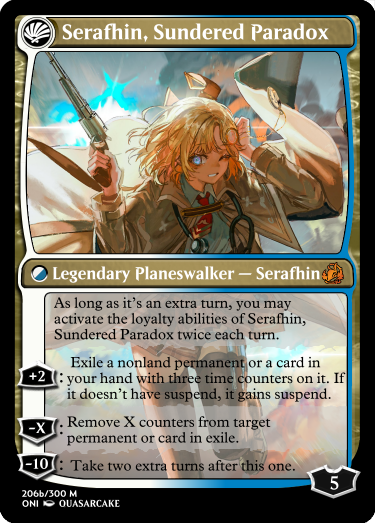 Serafhin, Sundered Paradox
Legendary Planeswalker — Serafhin
As long as it's an extra turn, you may
activate the loyalty abilities of Serafhin,
Sundered Paradox twice each turn.
Exile a nonland permanent or a card in
+2 : your hand with three time counters on it. If
it doesn't have suspend, it gains suspend.
−X : Remove X counters from target
permanent or card in exile.
−10 : Take two extra turns after this one.
206b/300 M
ONI QUASARCAKE
5